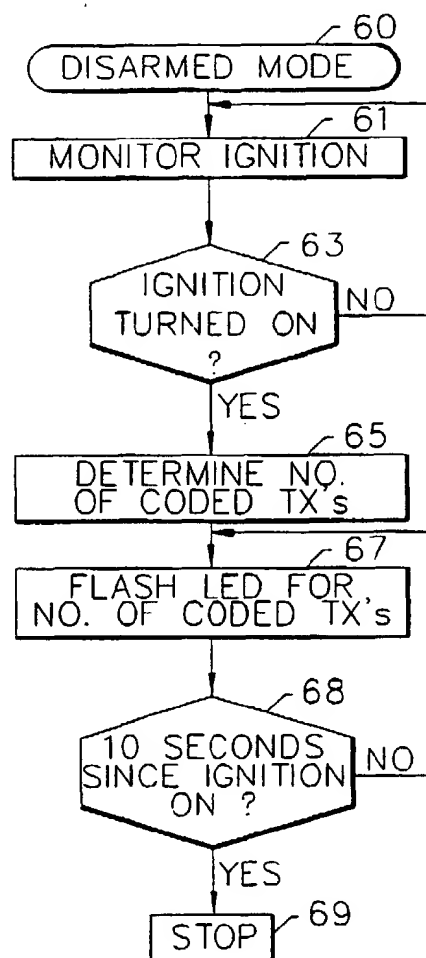 60
DISARMED MODE
61
MONITOR IGNITION
63
IGNITION
TURNED ON
?
NO
YES
65
DETERMINE NO.
OF CODED TX's
67
FLASH LED FOR
NO. OF CODED TX's
68
10 SECONDS
SINCE IGNITION
ON ?
NO
YES
69
STOP